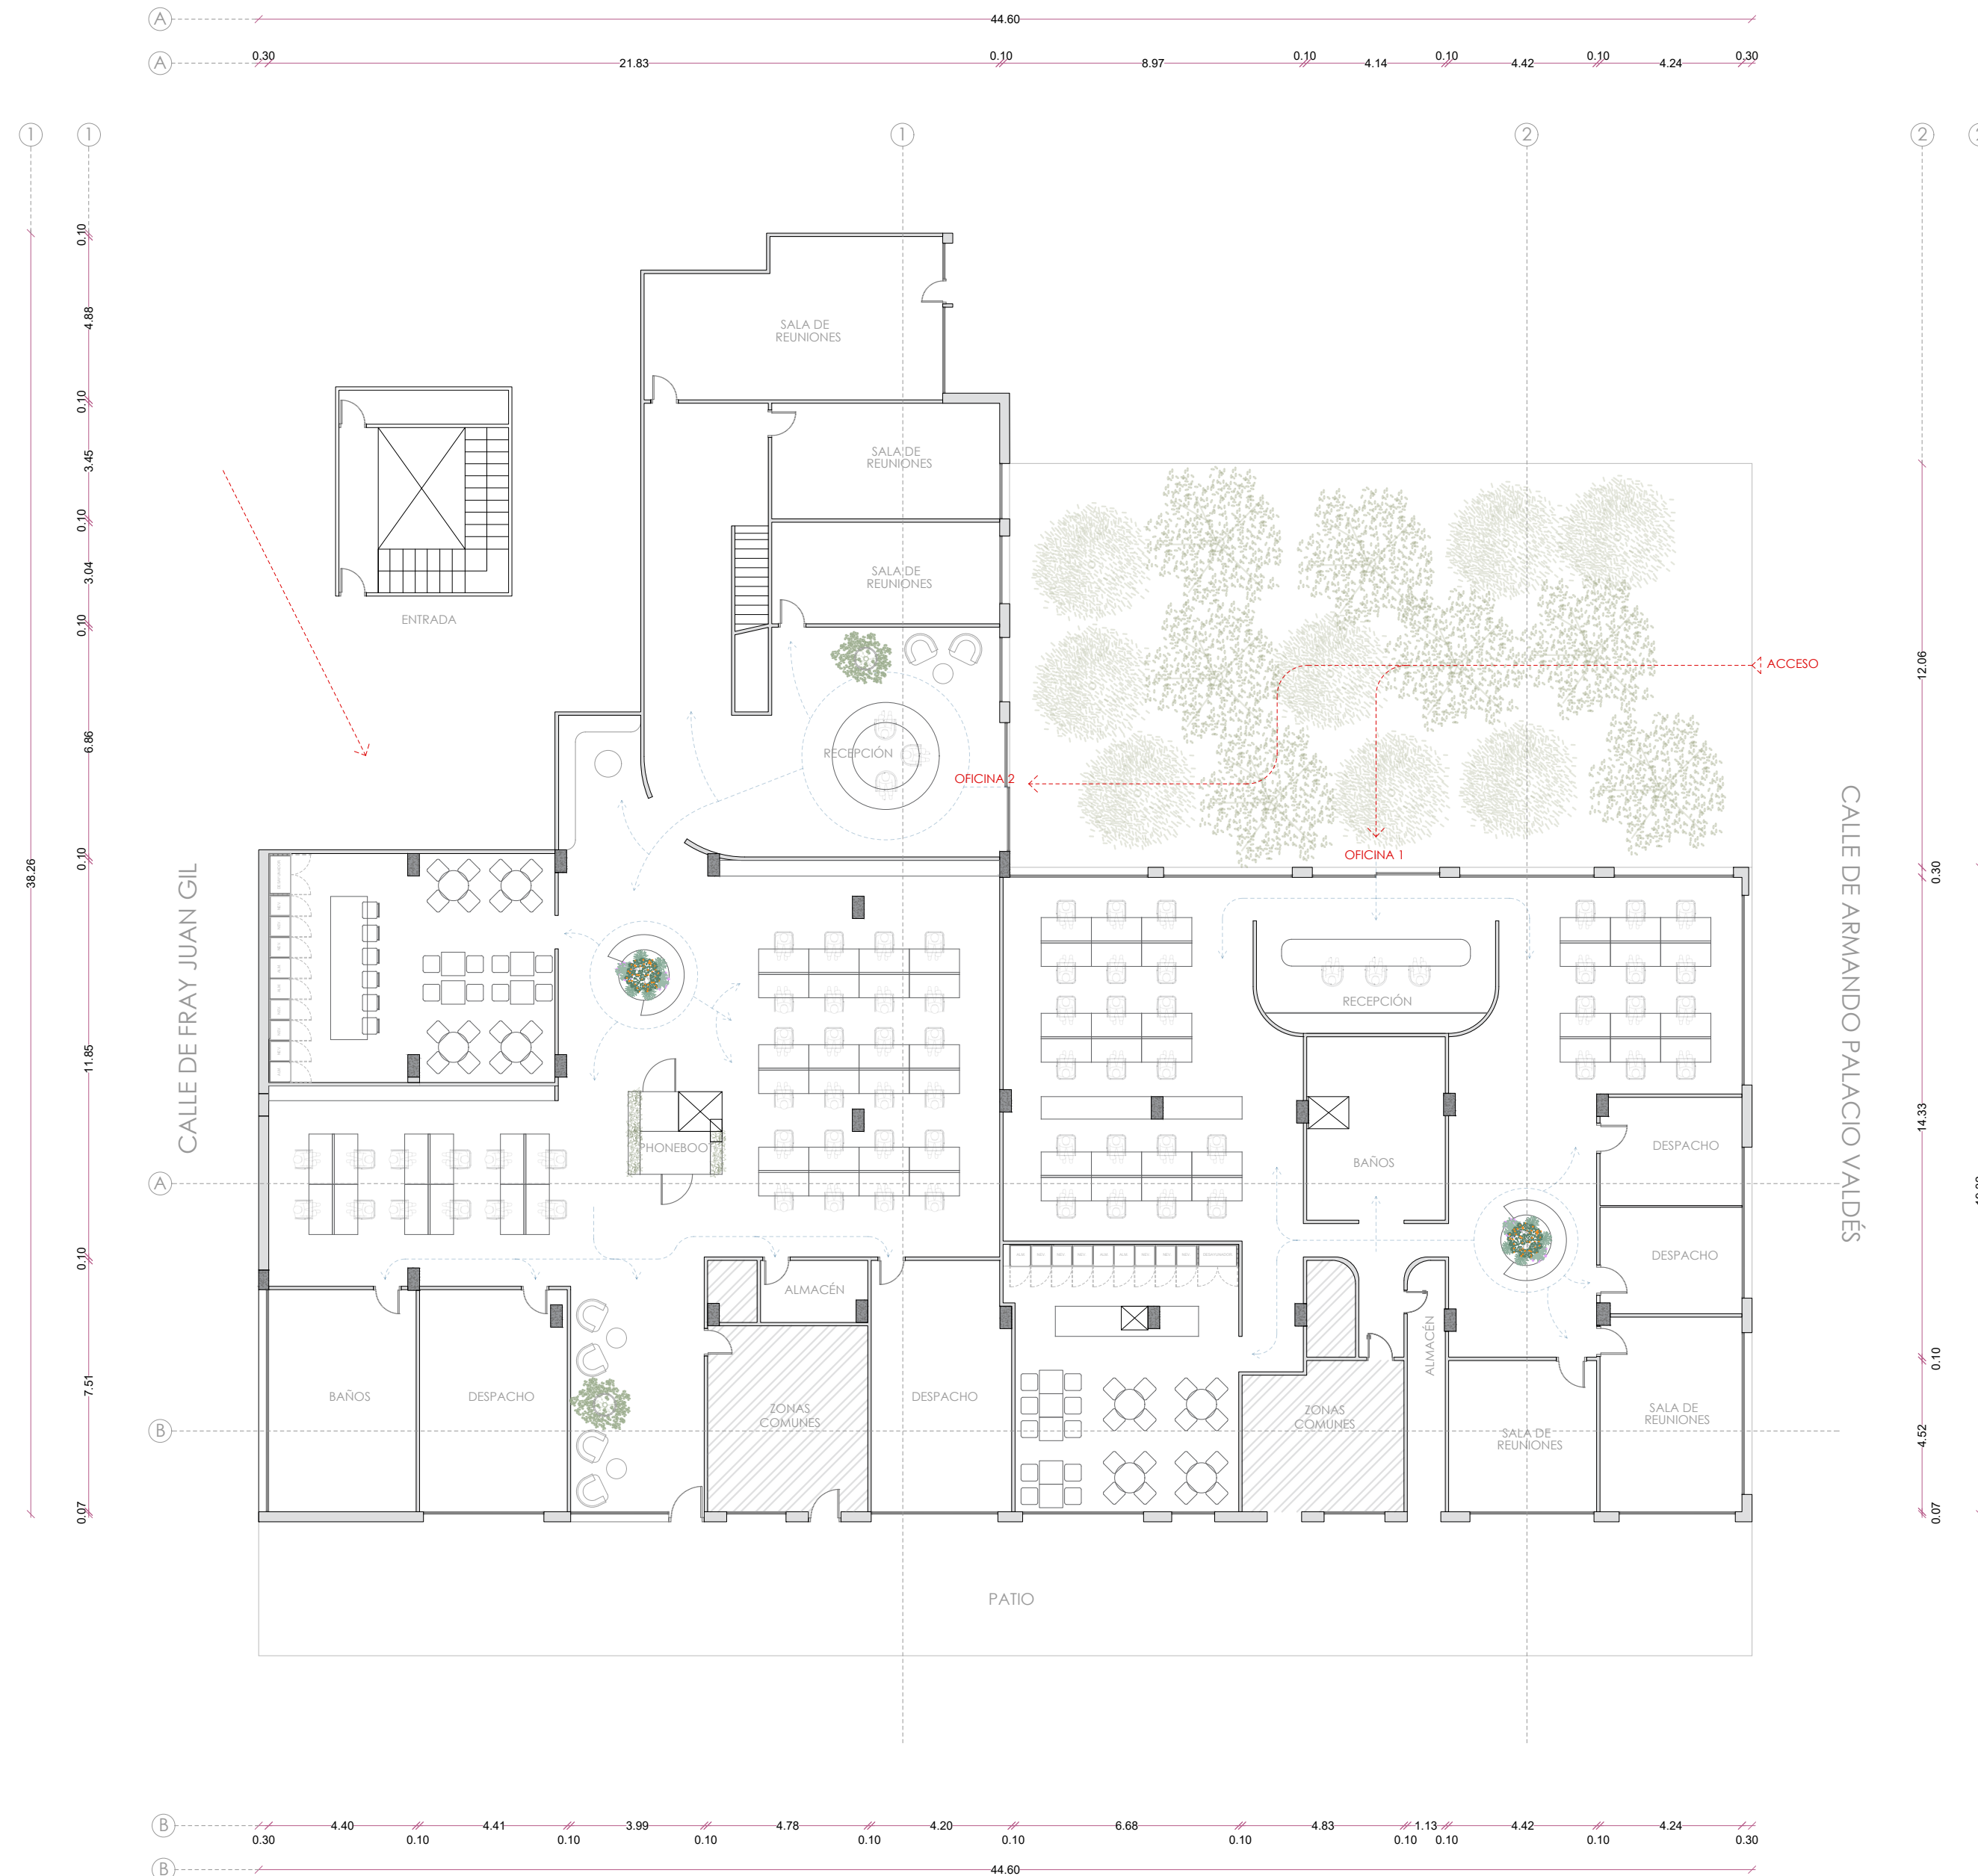 A
44.60
A
0.30
21.83
0.10
8.97
0.10
4.14
0.10
4.42
0.10
4.24
0.30
1
1
1
2
2
0.10
4.88
0.10
3.45
0.10
3.04
0.10
6.86
0.10
11.85
0.10
7.51
0.07
38.26
SALA DE
REUNIONES
SALA DE
REUNIONES
SALA DE
REUNIONES
ENTRADA
RECEPCIÓN
ACCESO
OFICINA 2
OFICINA 1
12.06
0.30
14.33
0.10
4.52
0.07
CALLE DE FRAY JUAN GIL
CALLE DE ARMANDO PALACIO VALDÉS
RECEPCIÓN
PHONEBOOT
BAÑOS
DESPACHO
A
DESPACHO
ALMACÉN
ALMACÉN
BAÑOS
DESPACHO
ZONAS
COMUNES
DESPACHO
ZONAS
COMUNES
SALA DE
REUNIONES
SALA DE
REUNIONES
B
PATIO
B
0.30
4.40
0.10
4.41
0.10
3.99
0.10
4.78
0.10
4.20
0.10
6.68
0.10
4.83
0.10
1.13
0.10
4.42
0.10
4.24
0.30
B
44.60